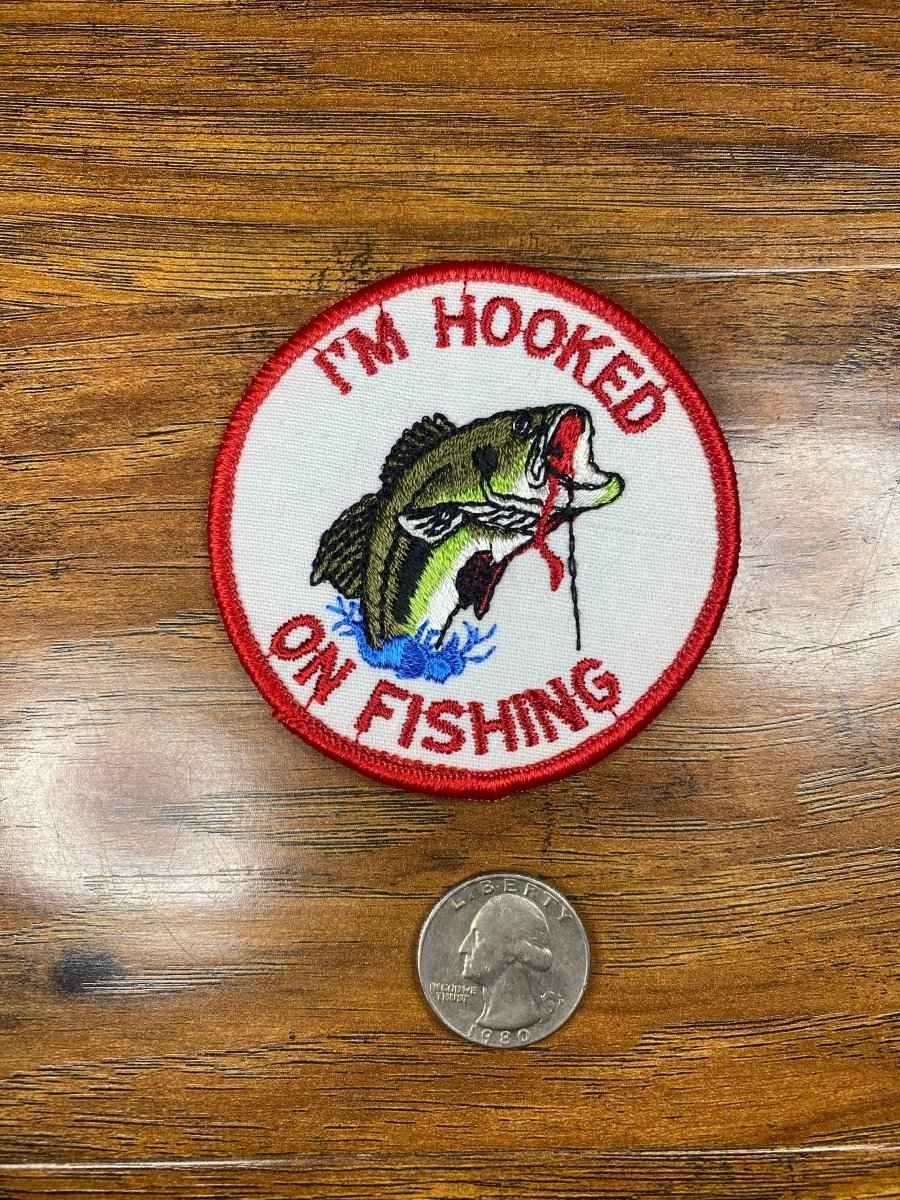 I'M HOOKED
ON FISHING
LIBERTY
IN GOD WE
TRUST
1980